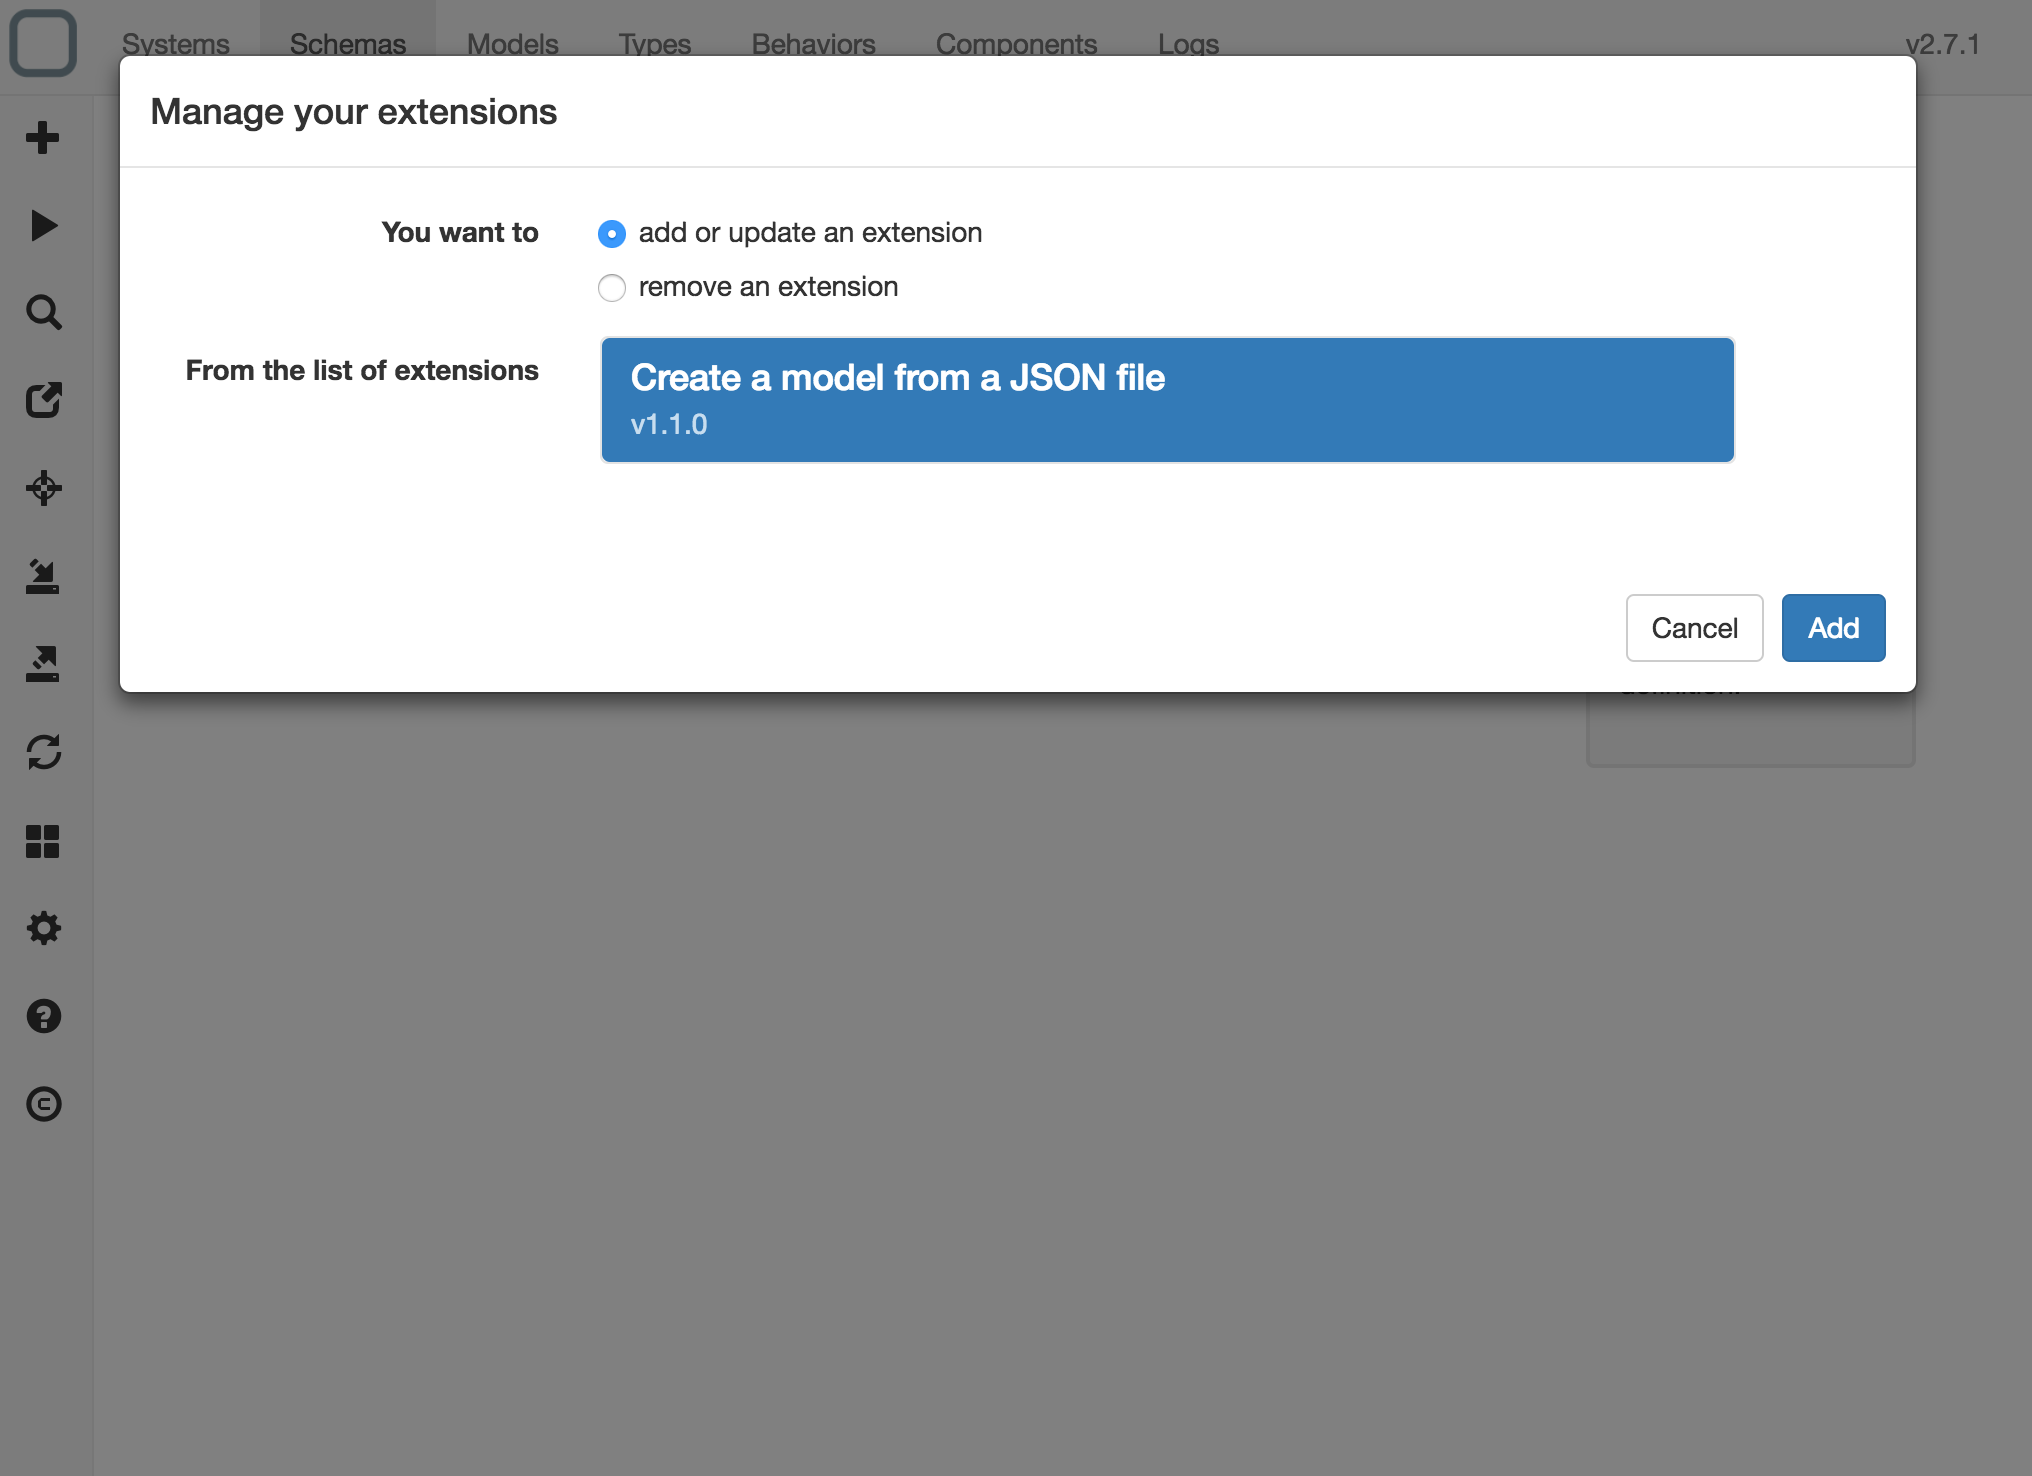 Systems Schemas Models Types Behaviors Components Logs v2.7.1
Manage your extensions
You want to
add or update an extension
remove an extension
From the list of extensions
Create a model from a JSON file
v1.1.0
Cancel Add